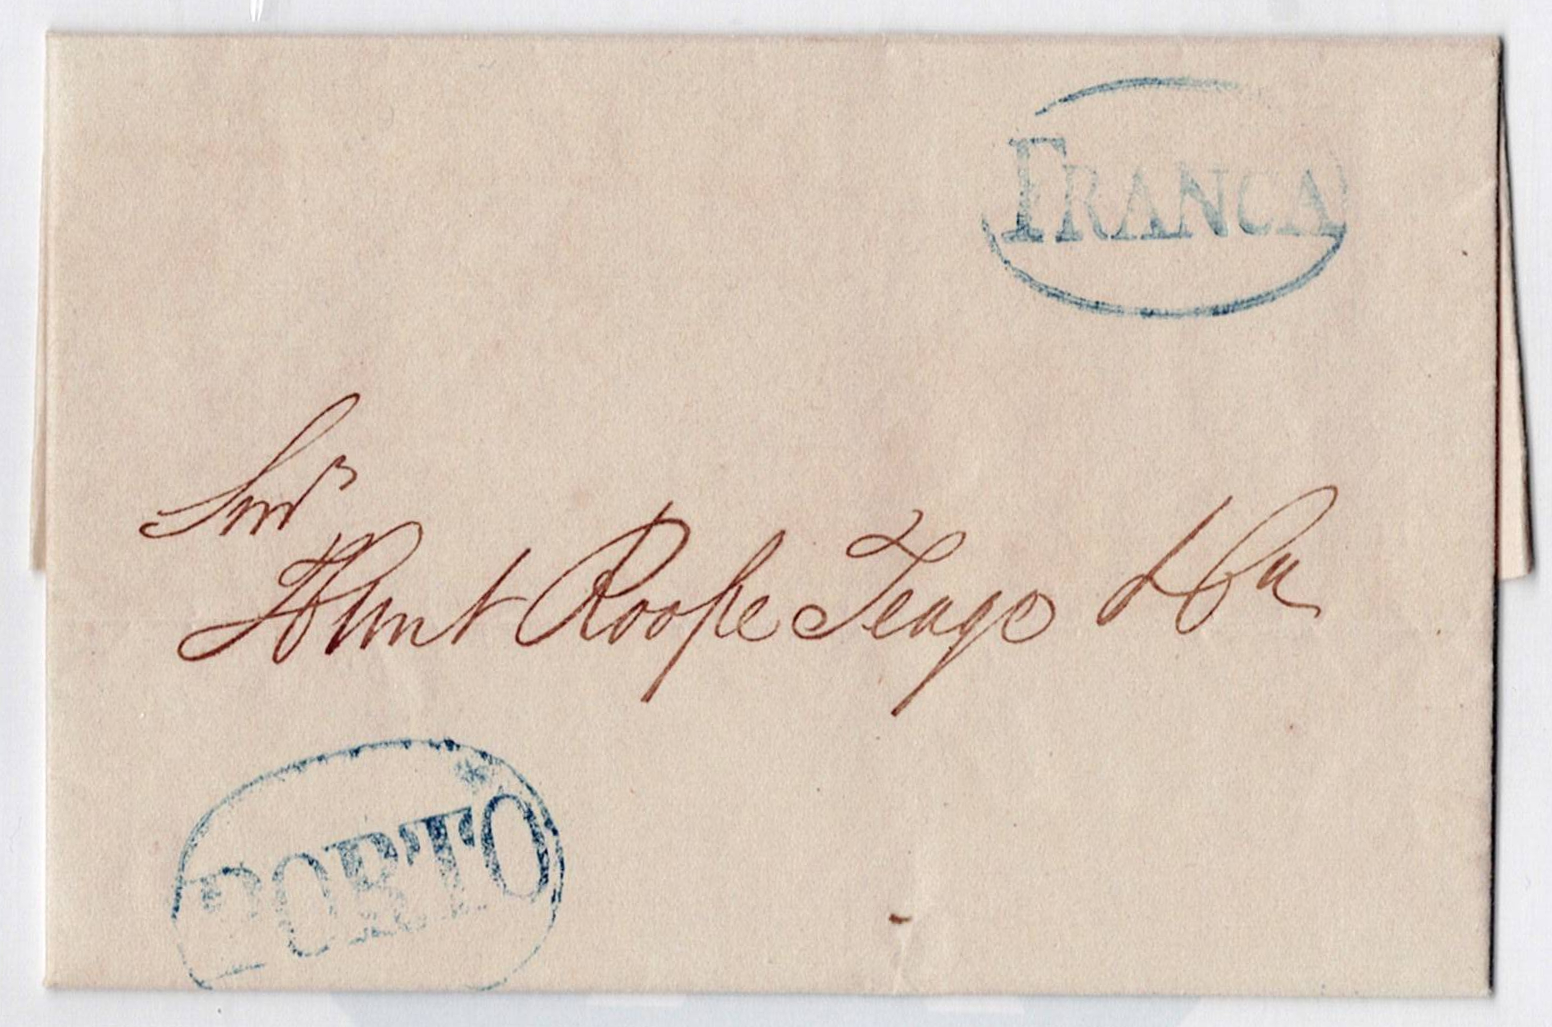 FRANCA
Snrs
Hunt Roope Teage & Ca
PORTO